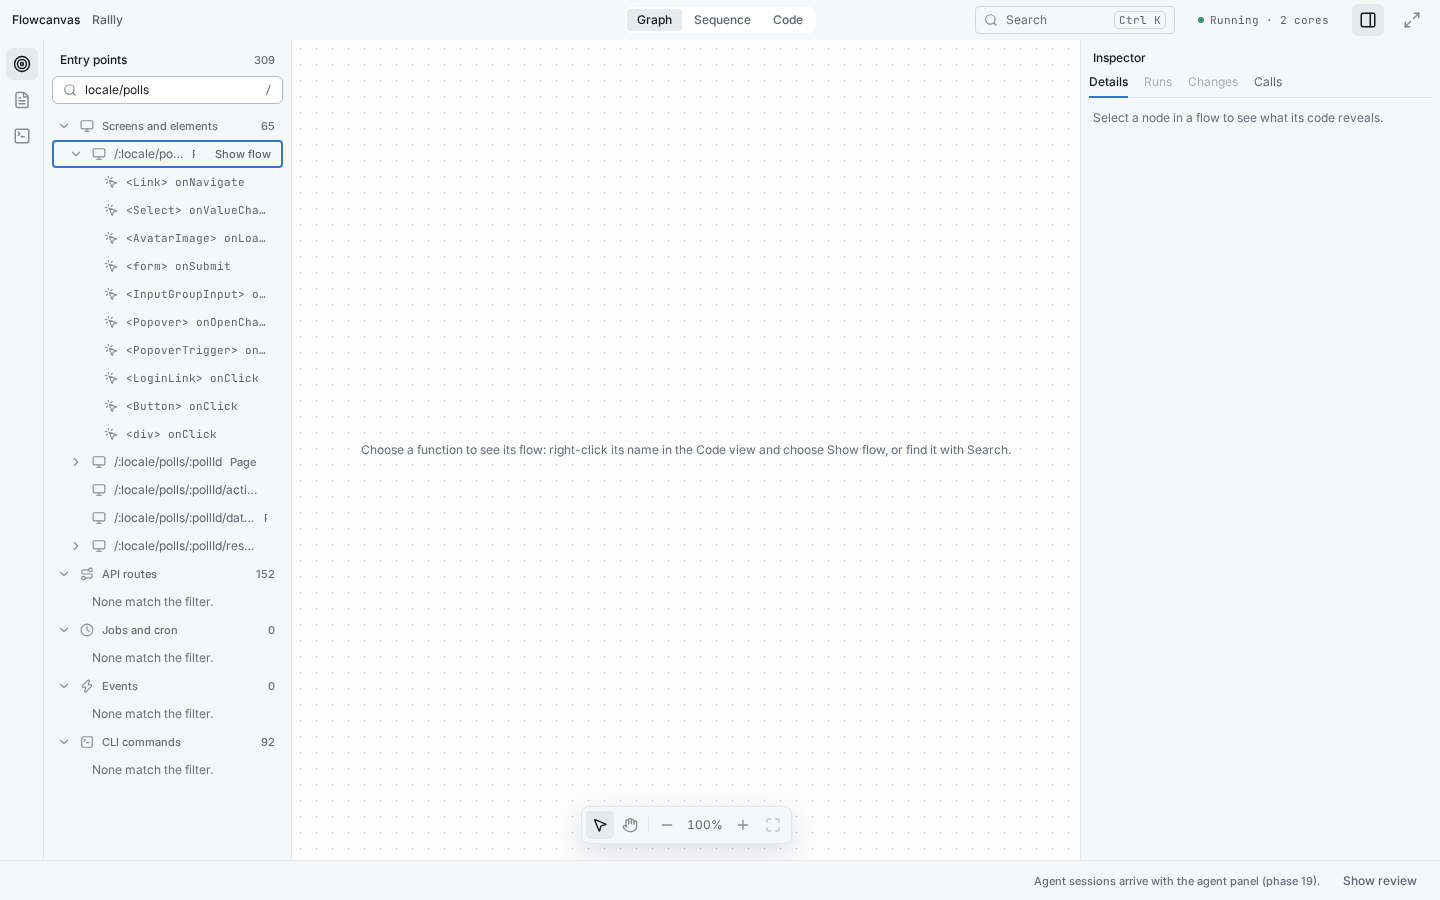 Flowcanvas Rallly
Graph Sequence Code
Search Ctrl K
Running · 2 cores
Entry points 309
locale/polls /
Screens and elements 65
/:locale/po… Show flow
<Link> onNavigate
<Select> onValueCha…
<AvatarImage> onLoa…
<form> onSubmit
<InputGroupInput> o…
<Popover> onOpenCha…
<PopoverTrigger> on…
<LoginLink> onClick
<Button> onClick
<div> onClick
/:locale/polls/:pollId Page
/:locale/polls/:pollId/acti…
/:locale/polls/:pollId/dat…
/:locale/polls/:pollId/res…
API routes 152
None match the filter.
Jobs and cron 0
None match the filter.
Events 0
None match the filter.
CLI commands 92
None match the filter.
Choose a function to see its flow: right-click its name in the Code view and choose Show flow, or find it with Search.
100%
Inspector
Details Runs Changes Calls
Select a node in a flow to see what its code reveals.
Agent sessions arrive with the agent panel (phase 19). Show review